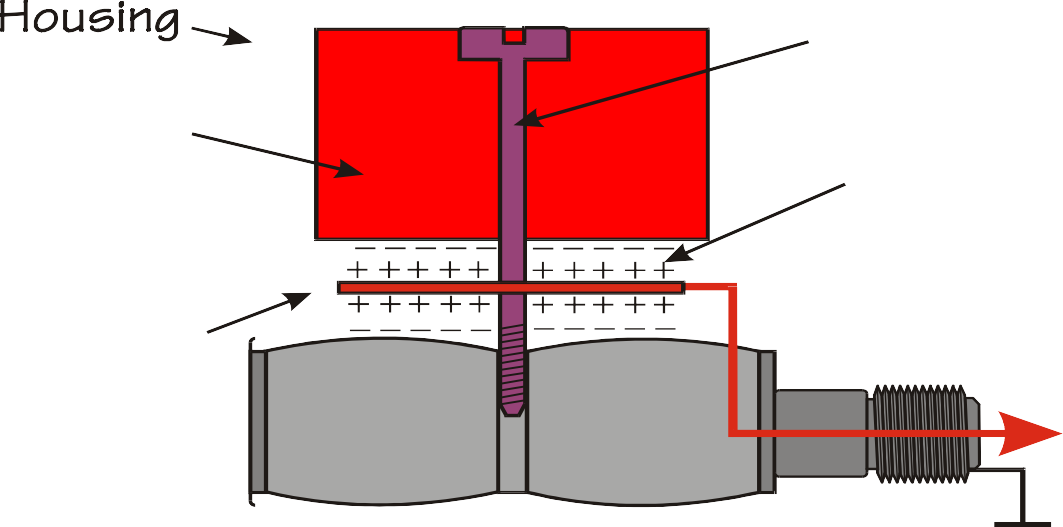 Housing
− − − − − − − − − −
+ + + + + + + + + +
+ + + + + + + + + +
− − − − − − − − − −